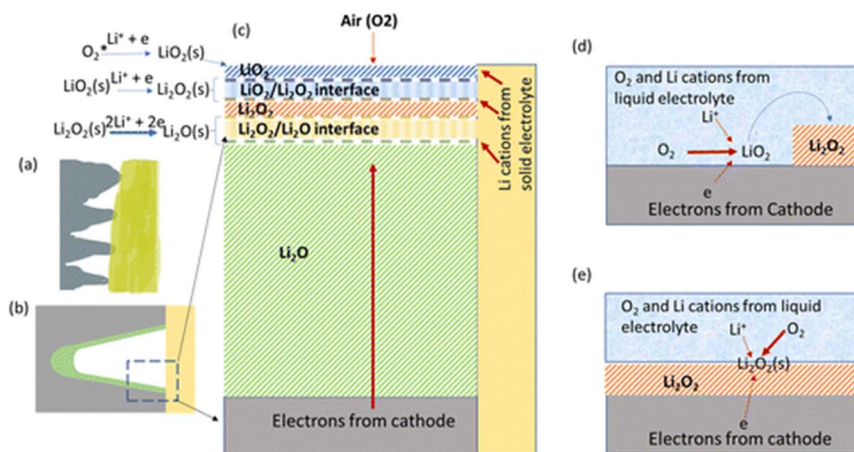 (c)
Air (O2)
O₂* Li⁺ + e LiO₂(s)
LiO₂(s) Li⁺ + e Li₂O₂(s)
Li₂O₂(s) 2Li⁺ + 2e Li₂O(s)
LiO₂
LiO₂/Li₂O₂ interface
Li₂O₂
Li₂O₂/Li₂O interface
Li cations from
solid electrolyte
Li₂O
Electrons from cathode
(a)
(b)
(d)
O₂ and Li cations from
liquid electrolyte
Li⁺
O₂
LiO₂
Li₂O₂
e
Electrons from Cathode
(e)
O₂ and Li cations from liquid
electrolyte
Li⁺
O₂
Li₂O₂(s)
Li₂O₂
e
Electrons from cathode